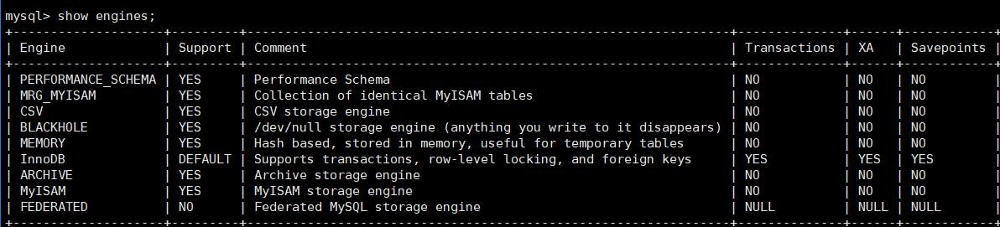 mysql> show engines;
+--------------------+---------+----------------------------------------------------------------+--------------+------+------------+
| Engine             | Support | Comment                                                        | Transactions | XA   | Savepoints |
+--------------------+---------+----------------------------------------------------------------+--------------+------+------------+
| PERFORMANCE_SCHEMA | YES     | Performance Schema                                             | NO           | NO   | NO         |
| MRG_MYISAM         | YES     | Collection of identical MyISAM tables                          | NO           | NO   | NO         |
| CSV                | YES     | CSV storage engine                                             | NO           | NO   | NO         |
| BLACKHOLE          | YES     | /dev/null storage engine (anything you write to it disappears) | NO           | NO   | NO         |
| MEMORY             | YES     | Hash based, stored in memory, useful for temporary tables      | NO           | NO   | NO         |
| InnoDB             | DEFAULT | Supports transactions, row-level locking, and foreign keys     | YES          | YES  | YES        |
| ARCHIVE            | YES     | Archive storage engine                                         | NO           | NO   | NO         |
| MyISAM             | YES     | MyISAM storage engine                                          | NO           | NO   | NO         |
| FEDERATED          | NO      | Federated MySQL storage engine                                 | NULL         | NULL | NULL       |
+--------------------+---------+----------------------------------------------------------------+--------------+------+------------+